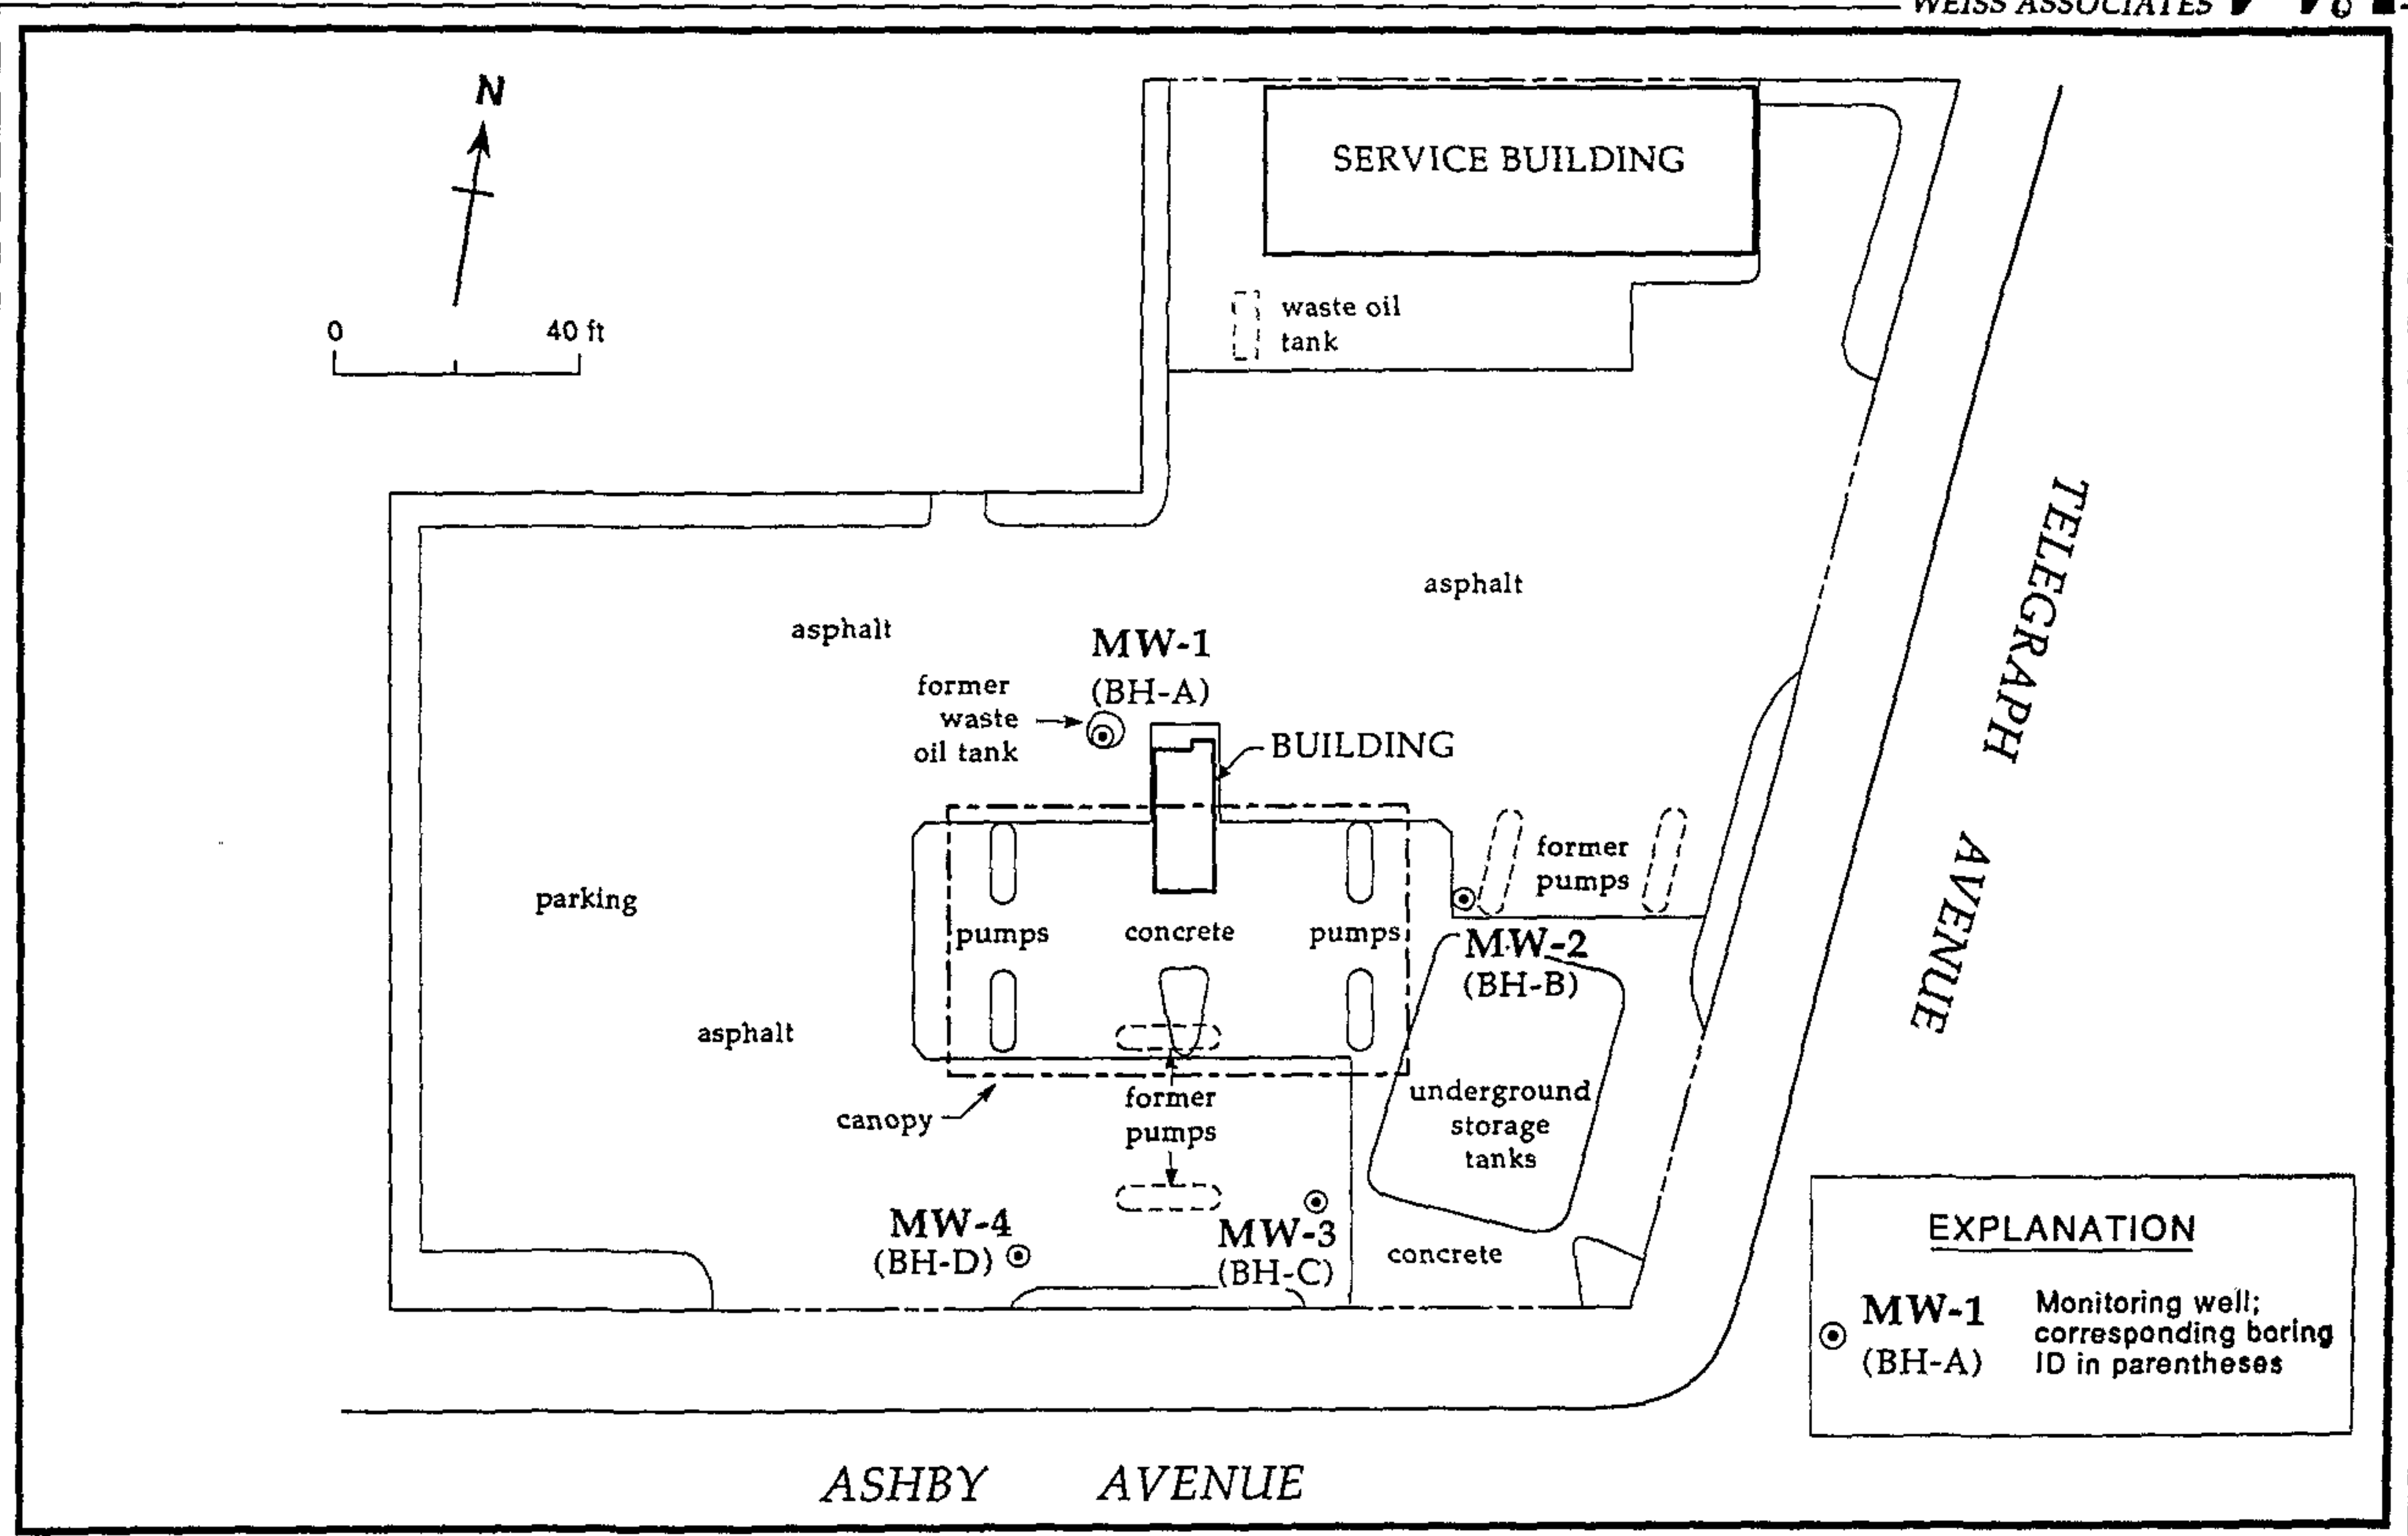 WEISS ASSOCIATES
N
0 40 ft
SERVICE BUILDING
waste oil
tank
asphalt
asphalt
MW-1
(BH-A)
former
waste
oil tank
BUILDING
TELEGRAPH AVENUE
former
pumps
parking
pumps
concrete
pumps
MW-2
(BH-B)
asphalt
canopy
former
pumps
underground
storage
tanks
MW-4
(BH-D)
MW-3
(BH-C)
concrete
EXPLANATION
MW-1
(BH-A)
Monitoring well;
corresponding boring
ID in parentheses
ASHBY AVENUE